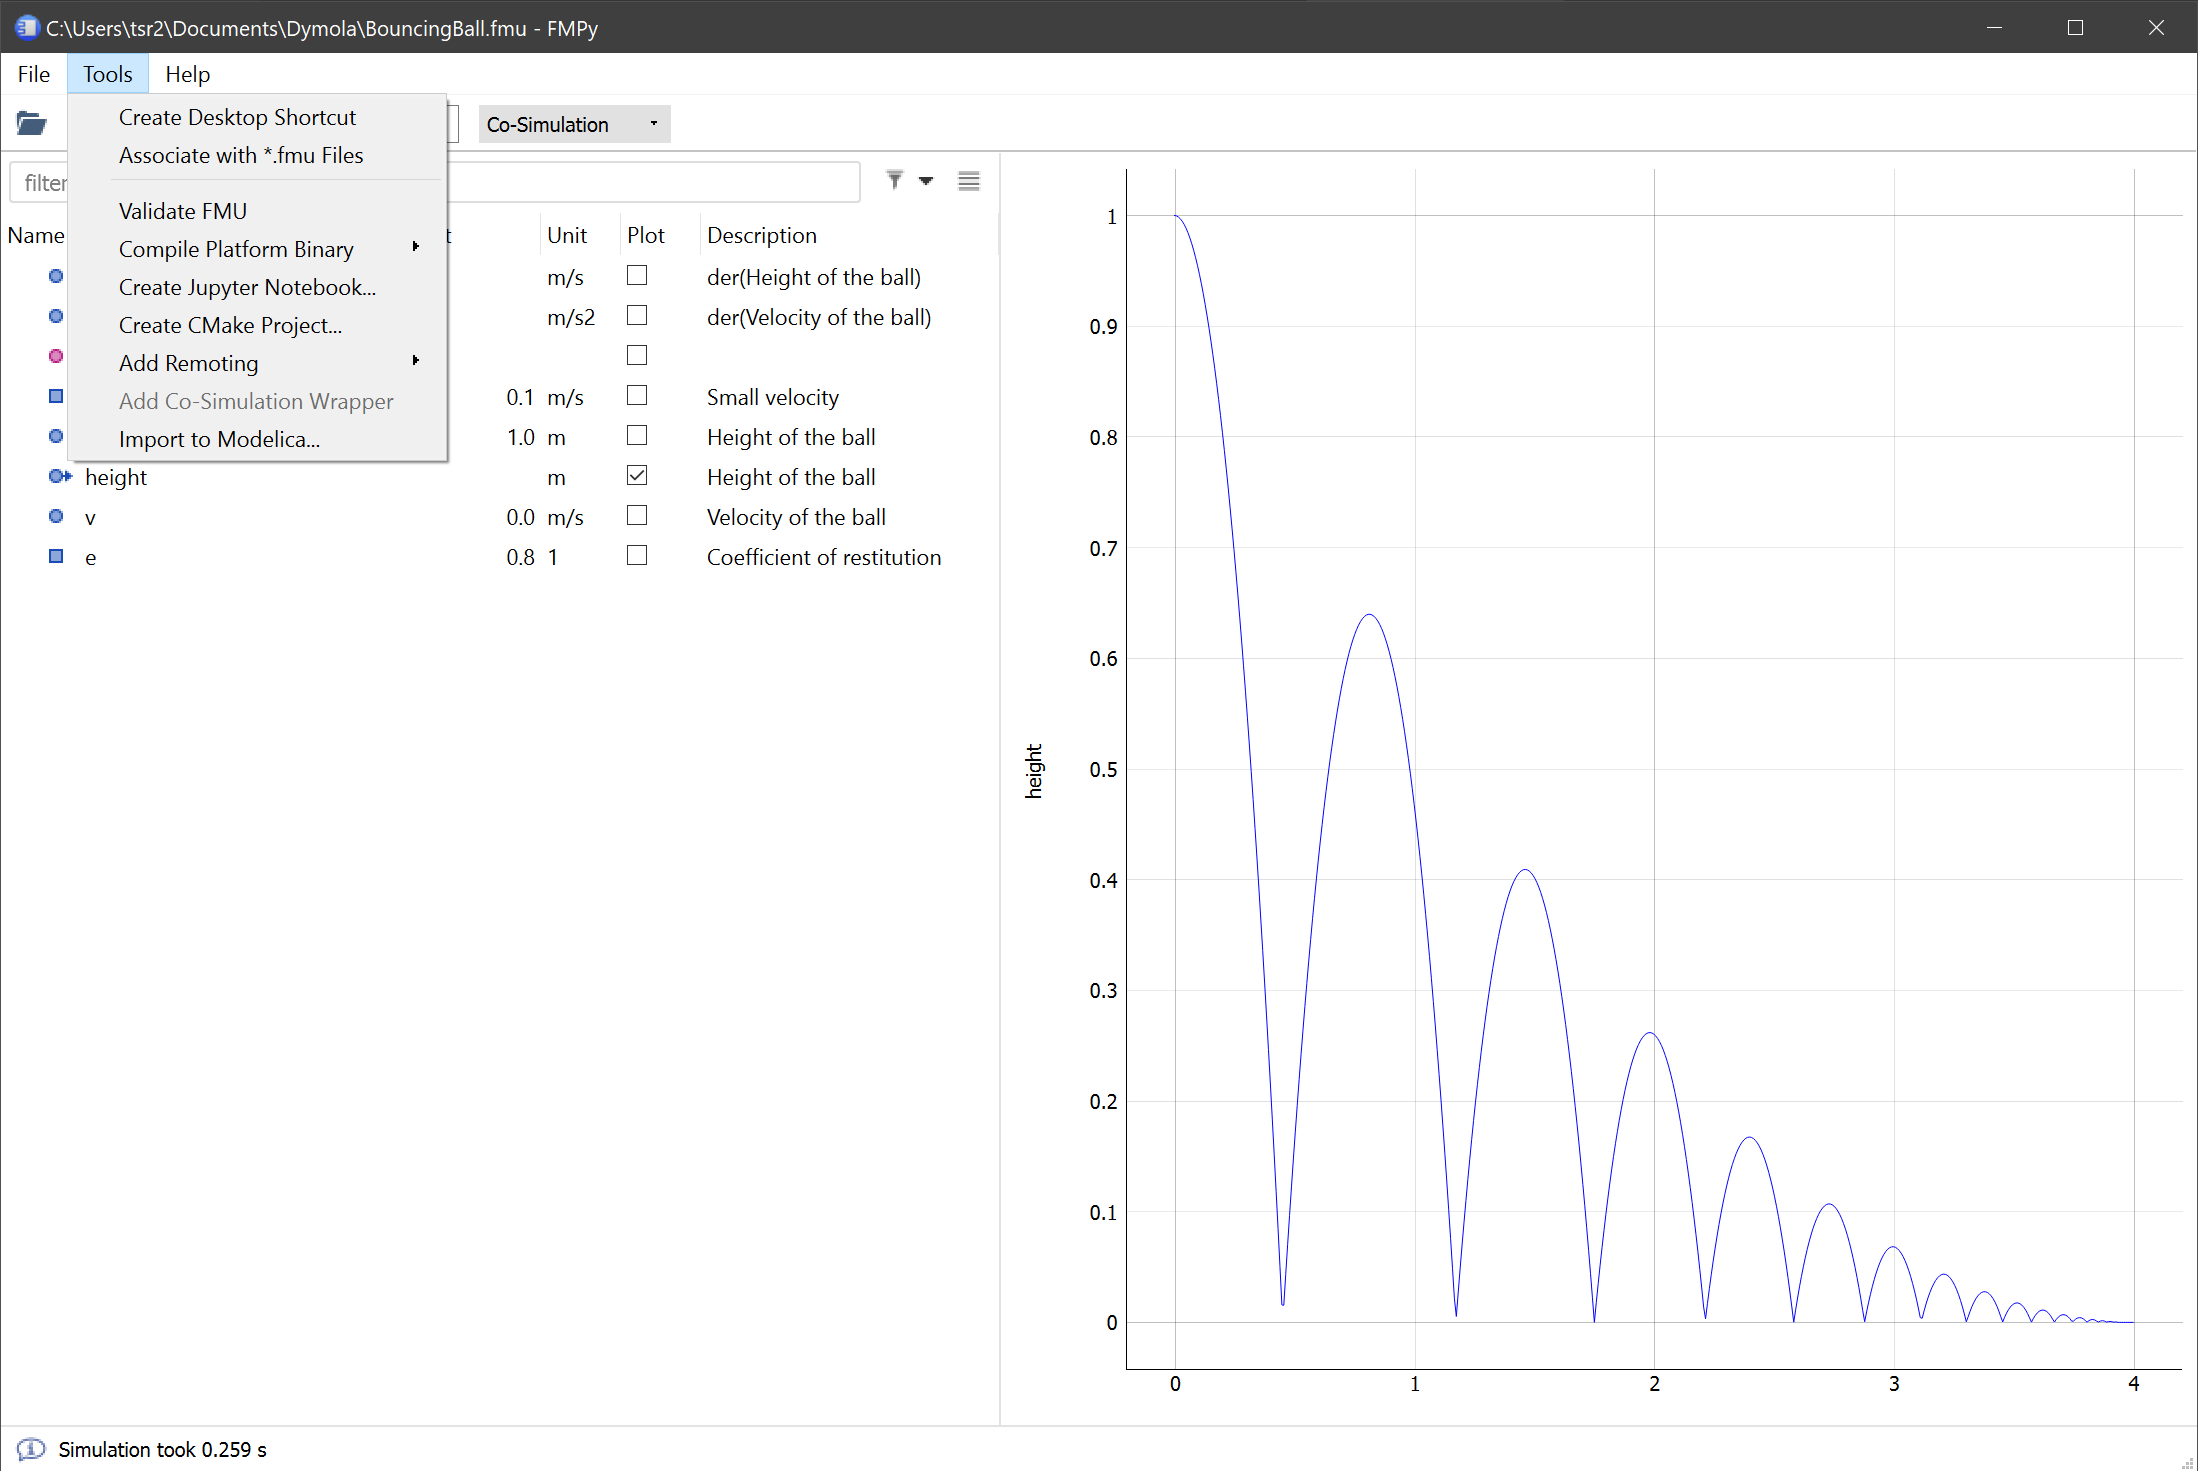 C:\Users\tsr2\Documents\Dymola\BouncingBall.fmu - FMPy
File Tools Help
Create Desktop Shortcut
Associate with *.fmu Files
Validate FMU
Compile Platform Binary
Create Jupyter Notebook...
Create CMake Project...
Add Remoting
Add Co-Simulation Wrapper
Import to Modelica...
Co-Simulation
filter
Name Unit Plot Description
m/s der(Height of the ball)
m/s2 der(Velocity of the ball)
0.1 m/s Small velocity
1.0 m Height of the ball
height m Height of the ball
v 0.0 m/s Velocity of the ball
e 0.8 1 Coefficient of restitution
height
1
0.9
0.8
0.7
0.6
0.5
0.4
0.3
0.2
0.1
0
0 1 2 3 4
Simulation took 0.259 s